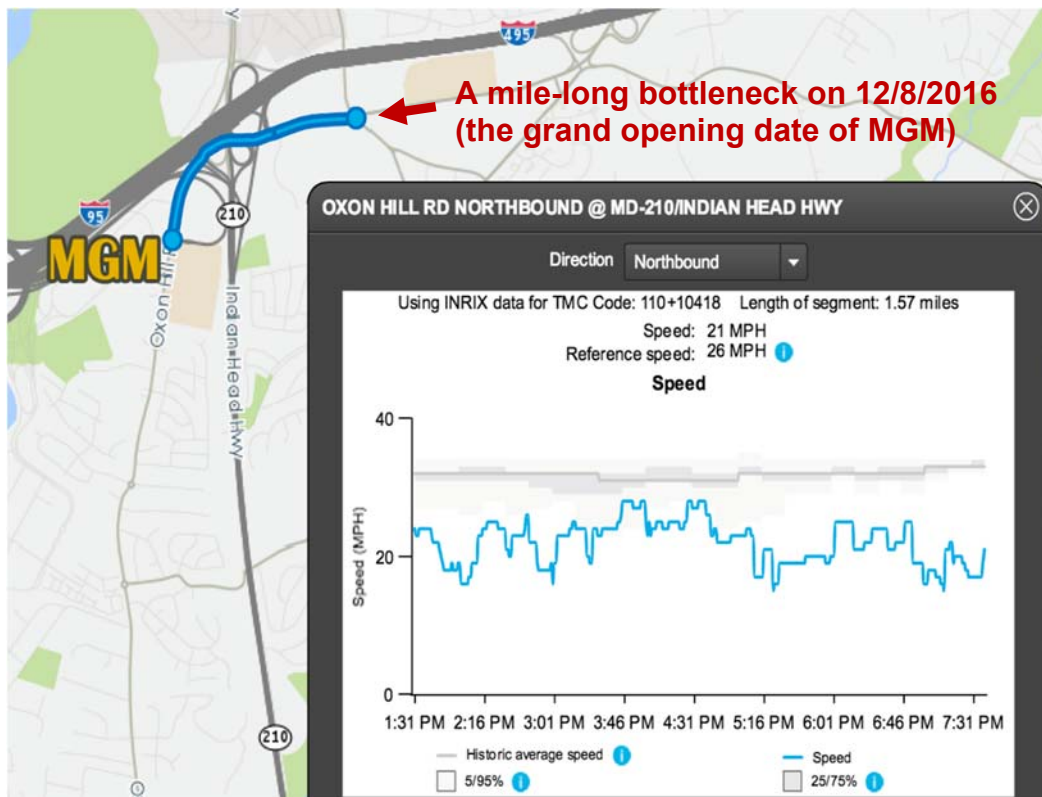 495
A mile-long bottleneck on 12/8/2016
(the grand opening date of MGM)
95
210
MGM
Oxon Hill R
Indian Head Hwy
210
OXON HILL RD NORTHBOUND @ MD-210/INDIAN HEAD HWY
Direction Northbound
Using INRIX data for TMC Code: 110+10418 Length of segment: 1.57 miles
Speed: 21 MPH
Reference speed: 26 MPH i
Speed
Speed (MPH)
40
20
0
1:31 PM 2:16 PM 3:01 PM 3:46 PM 4:31 PM 5:16 PM 6:01 PM 6:46 PM 7:31 PM
Historic average speed i Speed
5/95% i 25/75% i